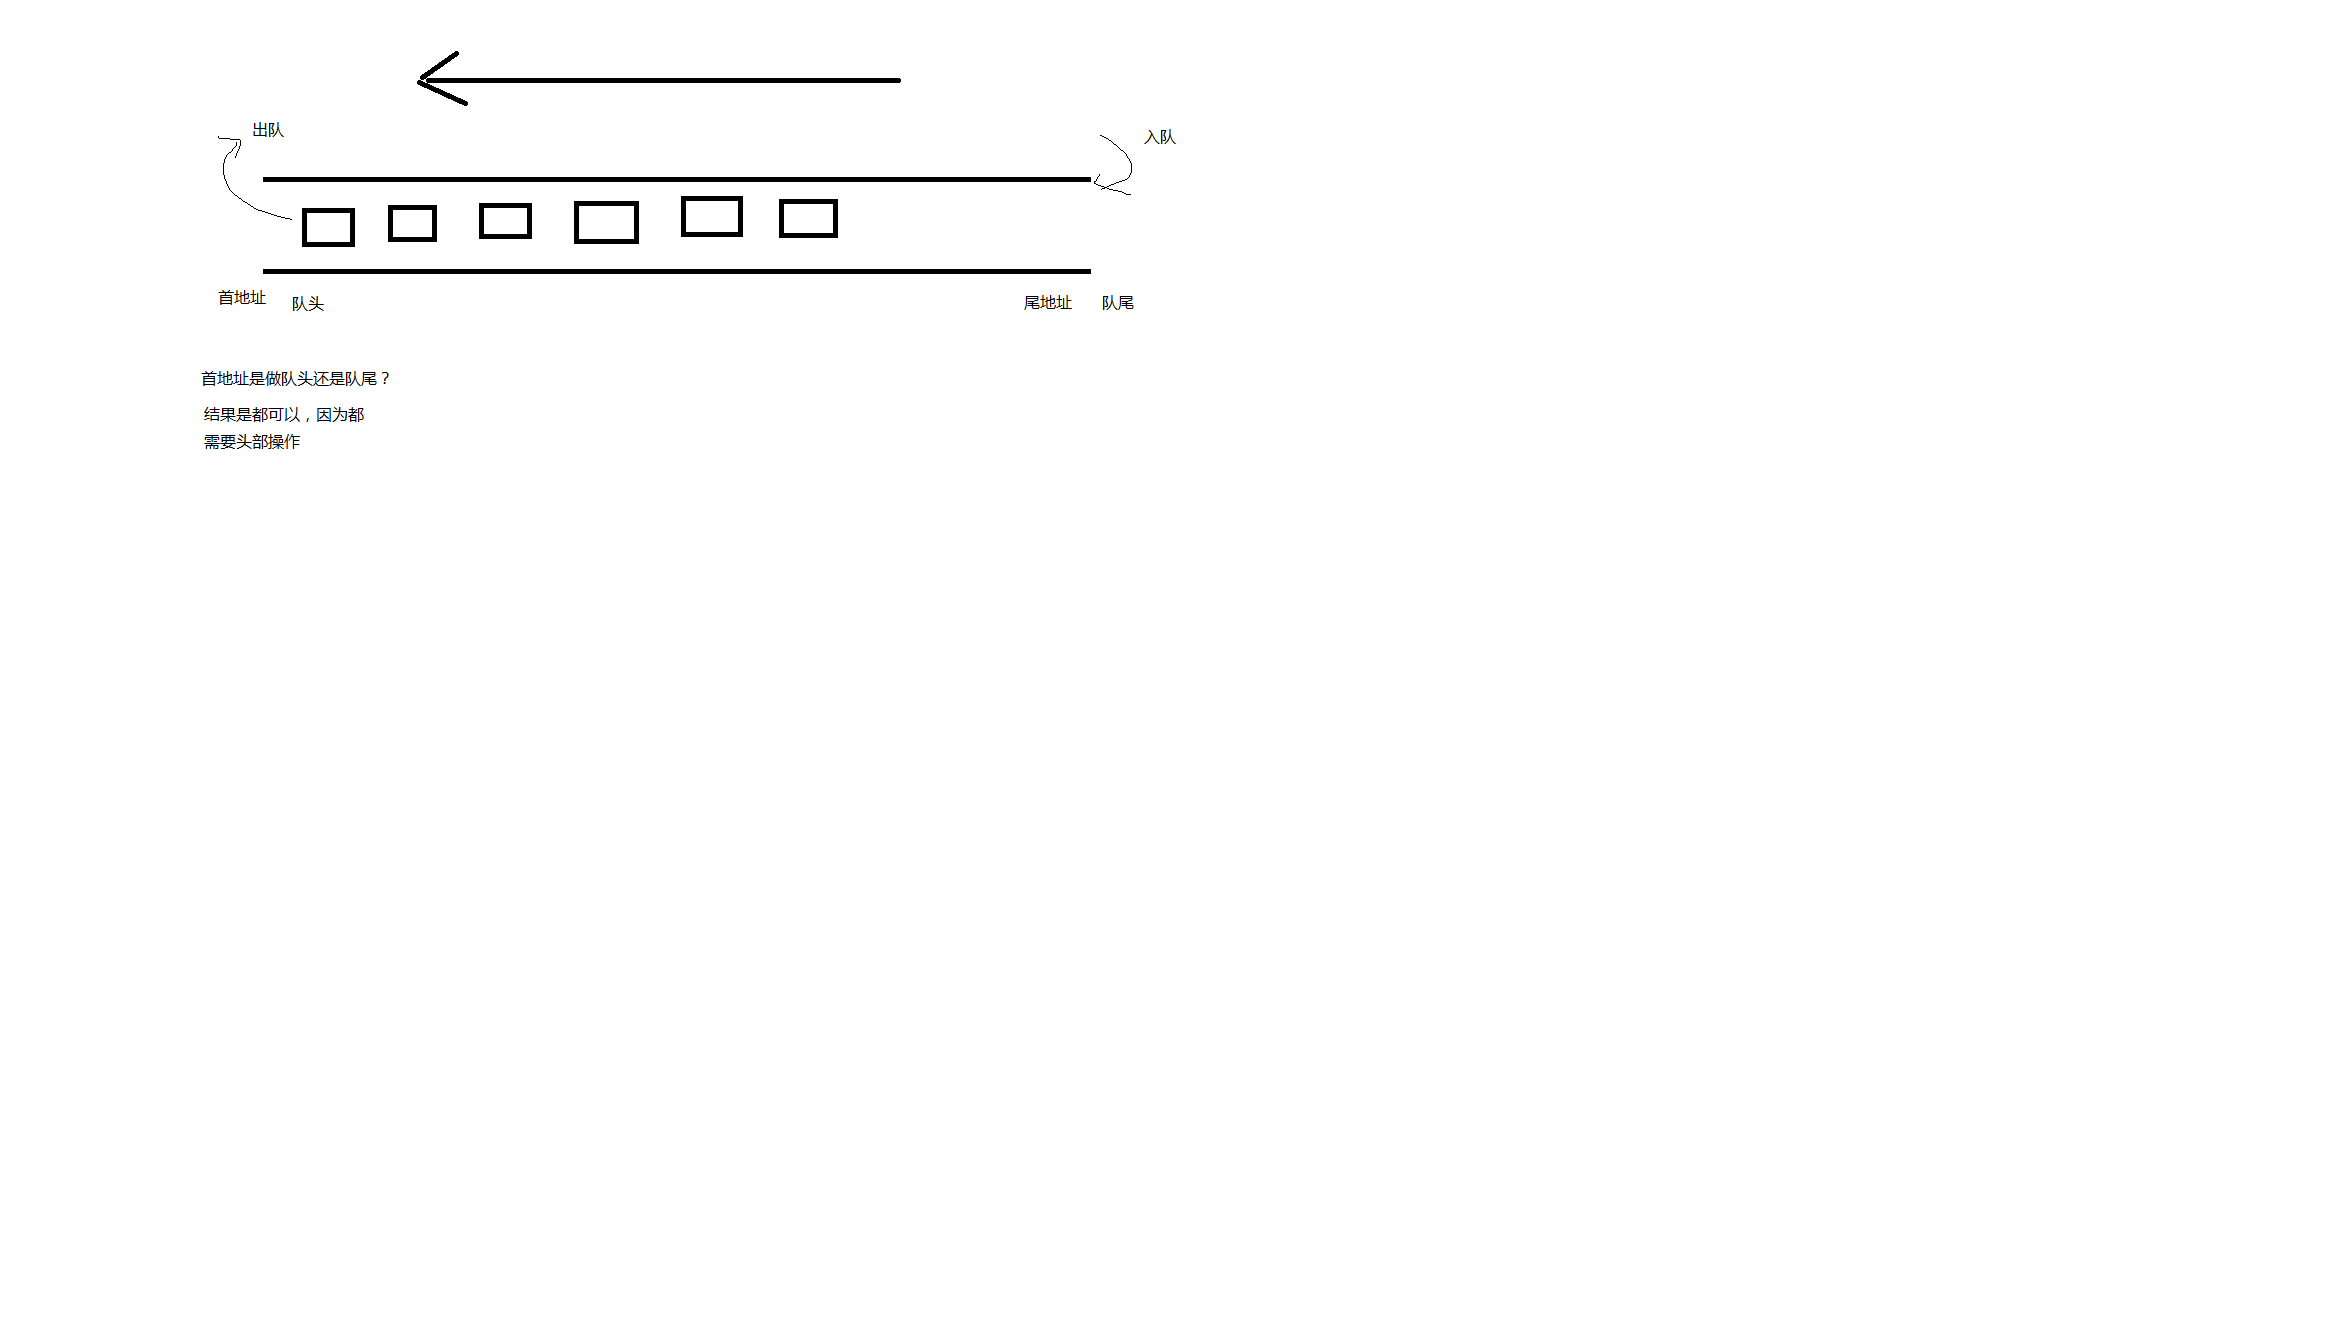 出队
入队
首地址
队头
尾地址
队尾
首地址是做队头还是队尾？
结果是都可以，因为都
需要头部操作